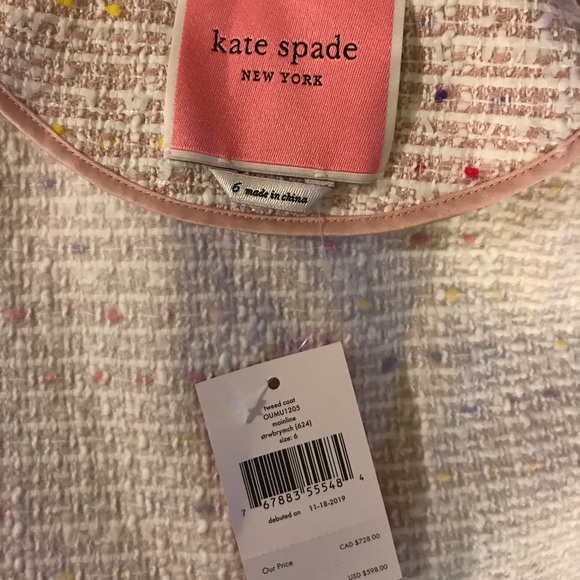 kate spade
NEW YORK
6 made in china
tweed coat
OUMU1205
mainline
strwbrymch (624)
size: 6
7 67883 55548 4
debuted on 11-18-2019
CAD $728.00
Our Price
USD $598.00